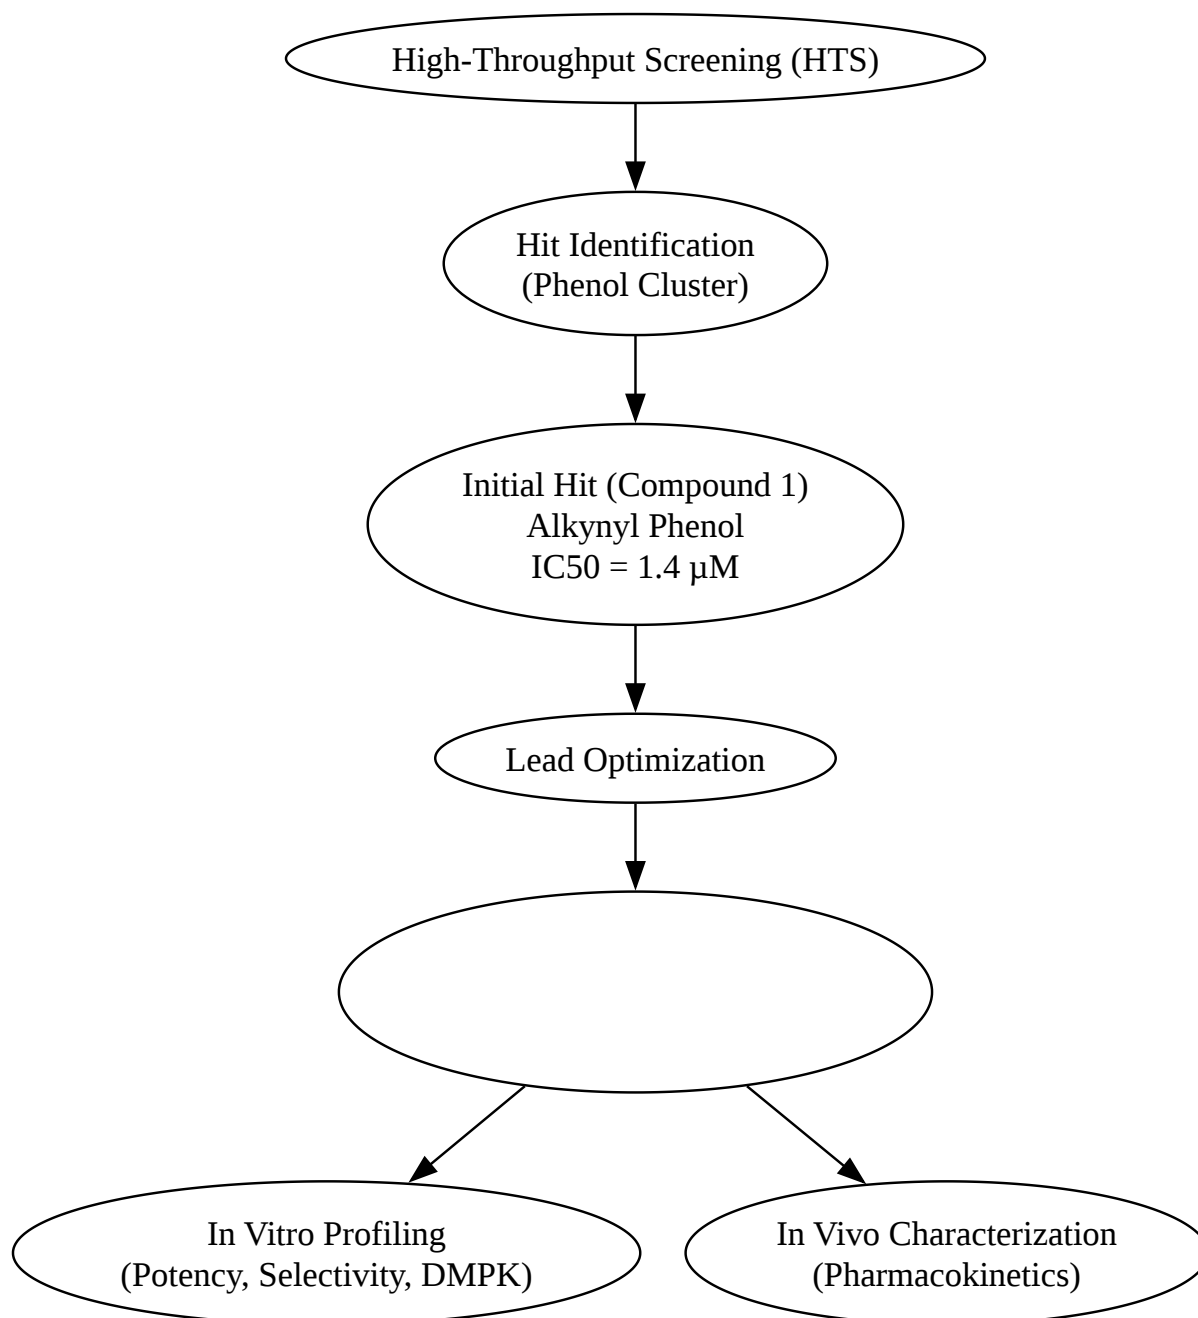 High-Throughput Screening (HTS)
Hit Identification
(Phenol Cluster)
Initial Hit (Compound 1)
Alkynyl Phenol
IC50 = 1.4 µM
Lead Optimization
In Vitro Profiling
(Potency, Selectivity, DMPK)
In Vivo Characterization
(Pharmacokinetics)